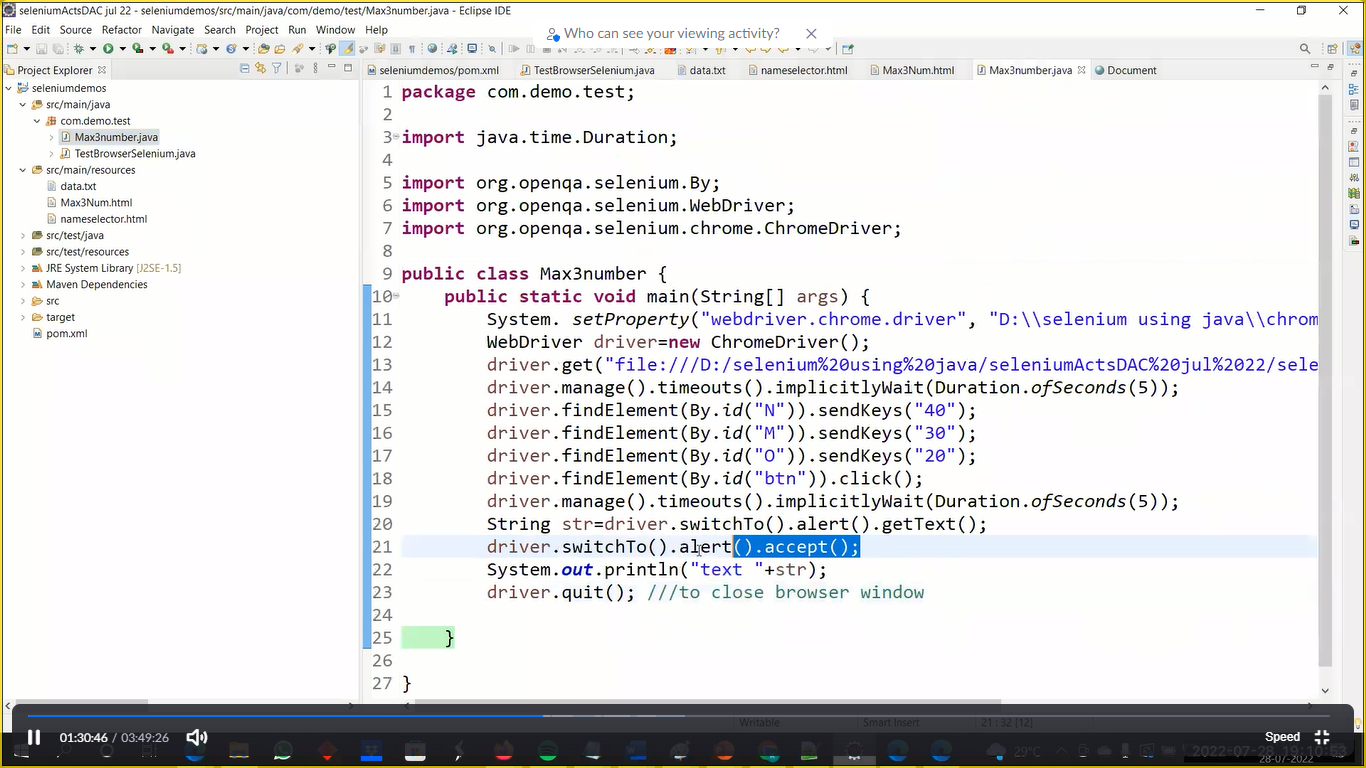 seleniumActsDAC jul 22 - seleniumdemos/src/main/java/com/demo/test/Max3number.java - Eclipse IDE
File Edit Source Refactor Navigate Search Project Run Window Help
Who can see your viewing activity?
Project Explorer
seleniumdemos/pom.xml TestBrowserSelenium.java data.txt nameselector.html Max3Num.html Max3number.java Document
seleniumdemos
src/main/java
com.demo.test
Max3number.java
TestBrowserSelenium.java
src/main/resources
data.txt
Max3Num.html
nameselector.html
src/test/java
src/test/resources
JRE System Library [J2SE-1.5]
Maven Dependencies
src
target
pom.xml
1 package com.demo.test;
2
3 import java.time.Duration;
4
5 import org.openqa.selenium.By;
6 import org.openqa.selenium.WebDriver;
7 import org.openqa.selenium.chrome.ChromeDriver;
8
9 public class Max3number {
10 public static void main(String[] args) {
11 System. setProperty("webdriver.chrome.driver", "D:\\selenium using java\\chrom
12 WebDriver driver=new ChromeDriver();
13 driver.get("file:///D:/selenium%20using%20java/seleniumActsDAC%20jul%2022/sele
14 driver.manage().timeouts().implicitlyWait(Duration.ofSeconds(5));
15 driver.findElement(By.id("N")).sendKeys("40");
16 driver.findElement(By.id("M")).sendKeys("30");
17 driver.findElement(By.id("O")).sendKeys("20");
18 driver.findElement(By.id("btn")).click();
19 driver.manage().timeouts().implicitlyWait(Duration.ofSeconds(5));
20 String str=driver.switchTo().alert().getText();
21 driver.switchTo().alert().accept();
22 System.out.println("text "+str);
23 driver.quit(); ///to close browser window
24
25 }
26
27 }
Writable Smart Insert 21 : 32 [12]
01:30:46 / 03:49:26 Speed
29°C 2022-07-28 19:10:53
28-07-2022